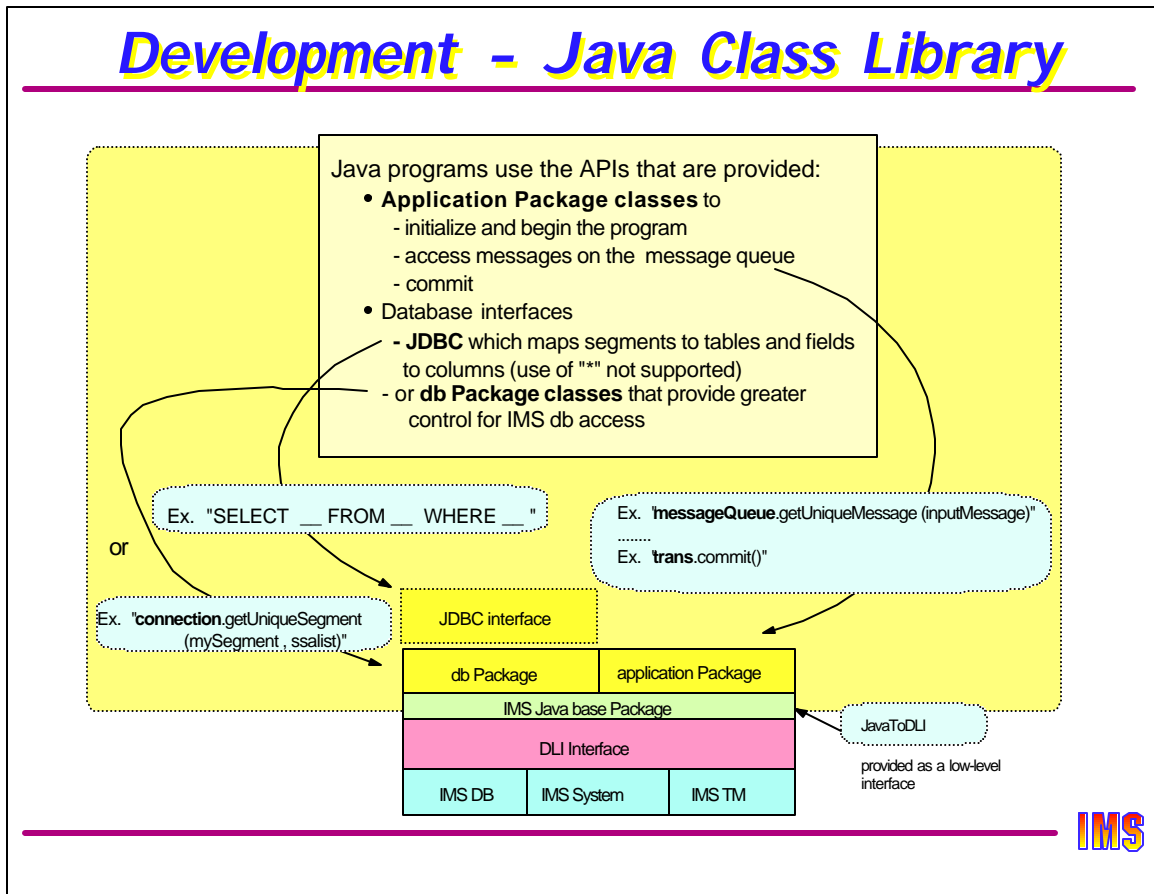 Development - Java Class Library
Java programs use the APIs that are provided:
• Application Package classes to
- initialize and begin the program
- access messages on the message queue
- commit
• Database interfaces
- JDBC which maps segments to tables and fields
to columns (use of "*" not supported)
- or db Package classes that provide greater
control for IMS db access
Ex. "SELECT __ FROM __ WHERE __ "
Ex. "messageQueue.getUniqueMessage (inputMessage)"
........
Ex. "trans.commit()"
or
Ex. "connection.getUniqueSegment
(mySegment , ssalist)"
JDBC interface
db Package
application Package
IMS Java base Package
DLI Interface
IMS DB
IMS System
IMS TM
JavaToDLI
provided as a low-level
interface
IMS